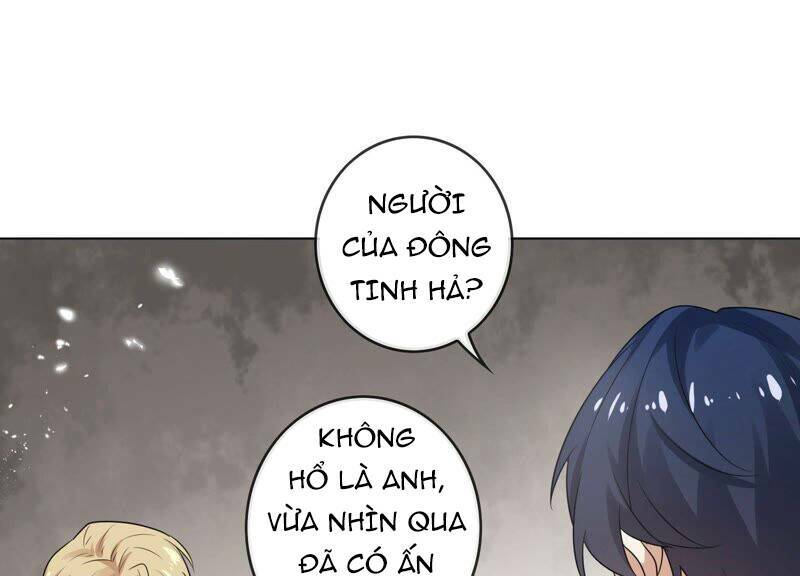 NGƯỜI
CỦA ĐÔNG
TINH HẢ?
KHÔNG
HỔ LÀ ANH,
VỪA NHÌN QUA
ĐÃ CÓ ẤN